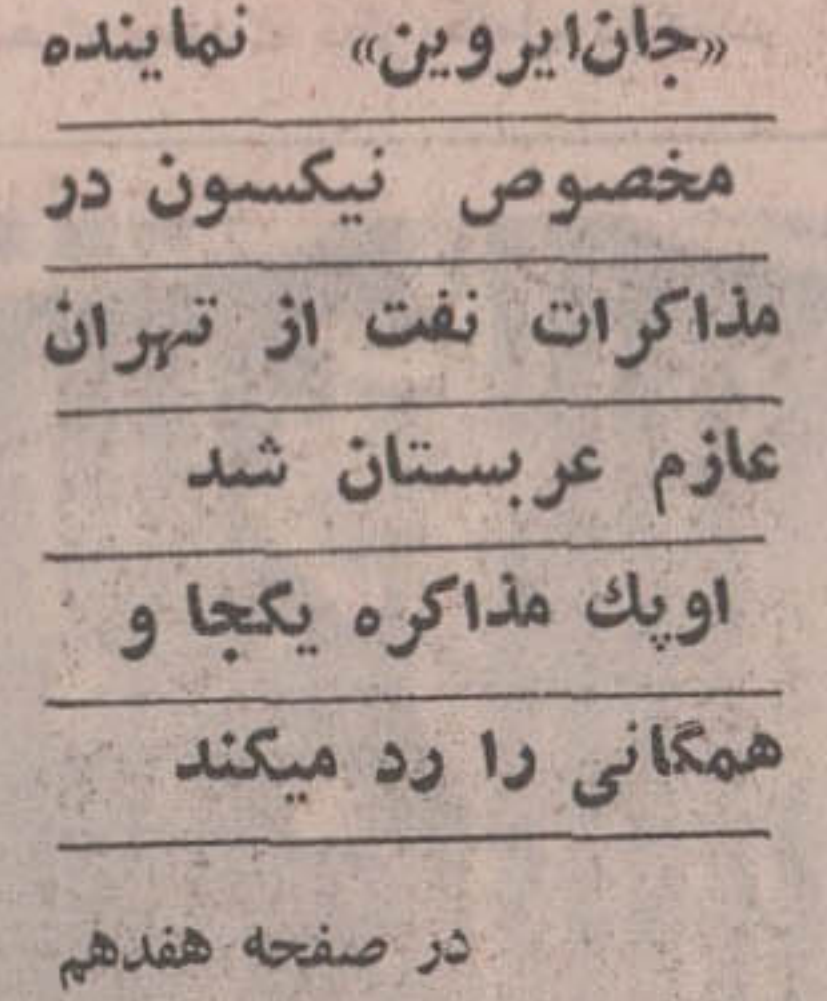 «جان‌ایروین» نماینده
مخصوص نیکسون در
مذاکرات نفت از تهران
عازم عربستان شد
اوپك مذاکره یکجا و
همگانی را رد میکند
در صفحه هفدهم